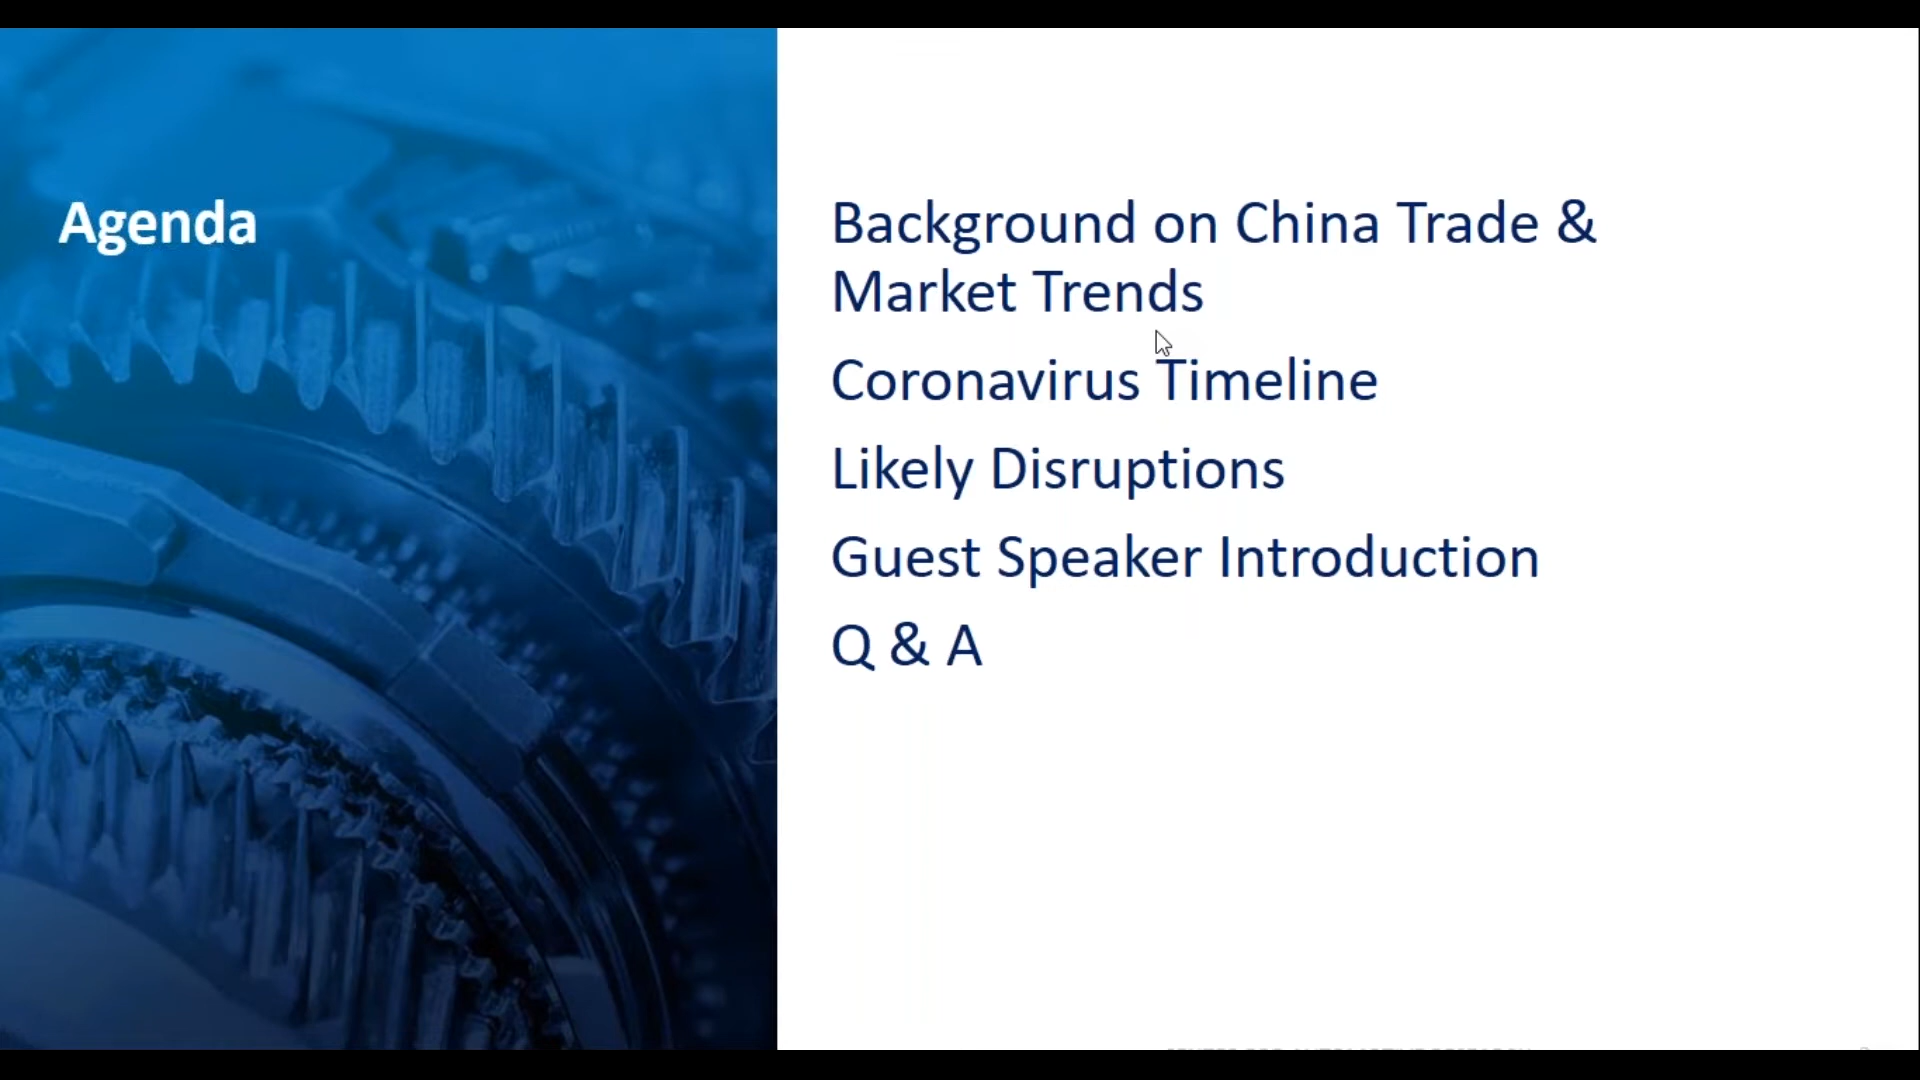 Agenda
Background on China Trade &
Market Trends
Coronavirus Timeline
Likely Disruptions
Guest Speaker Introduction
Q & A